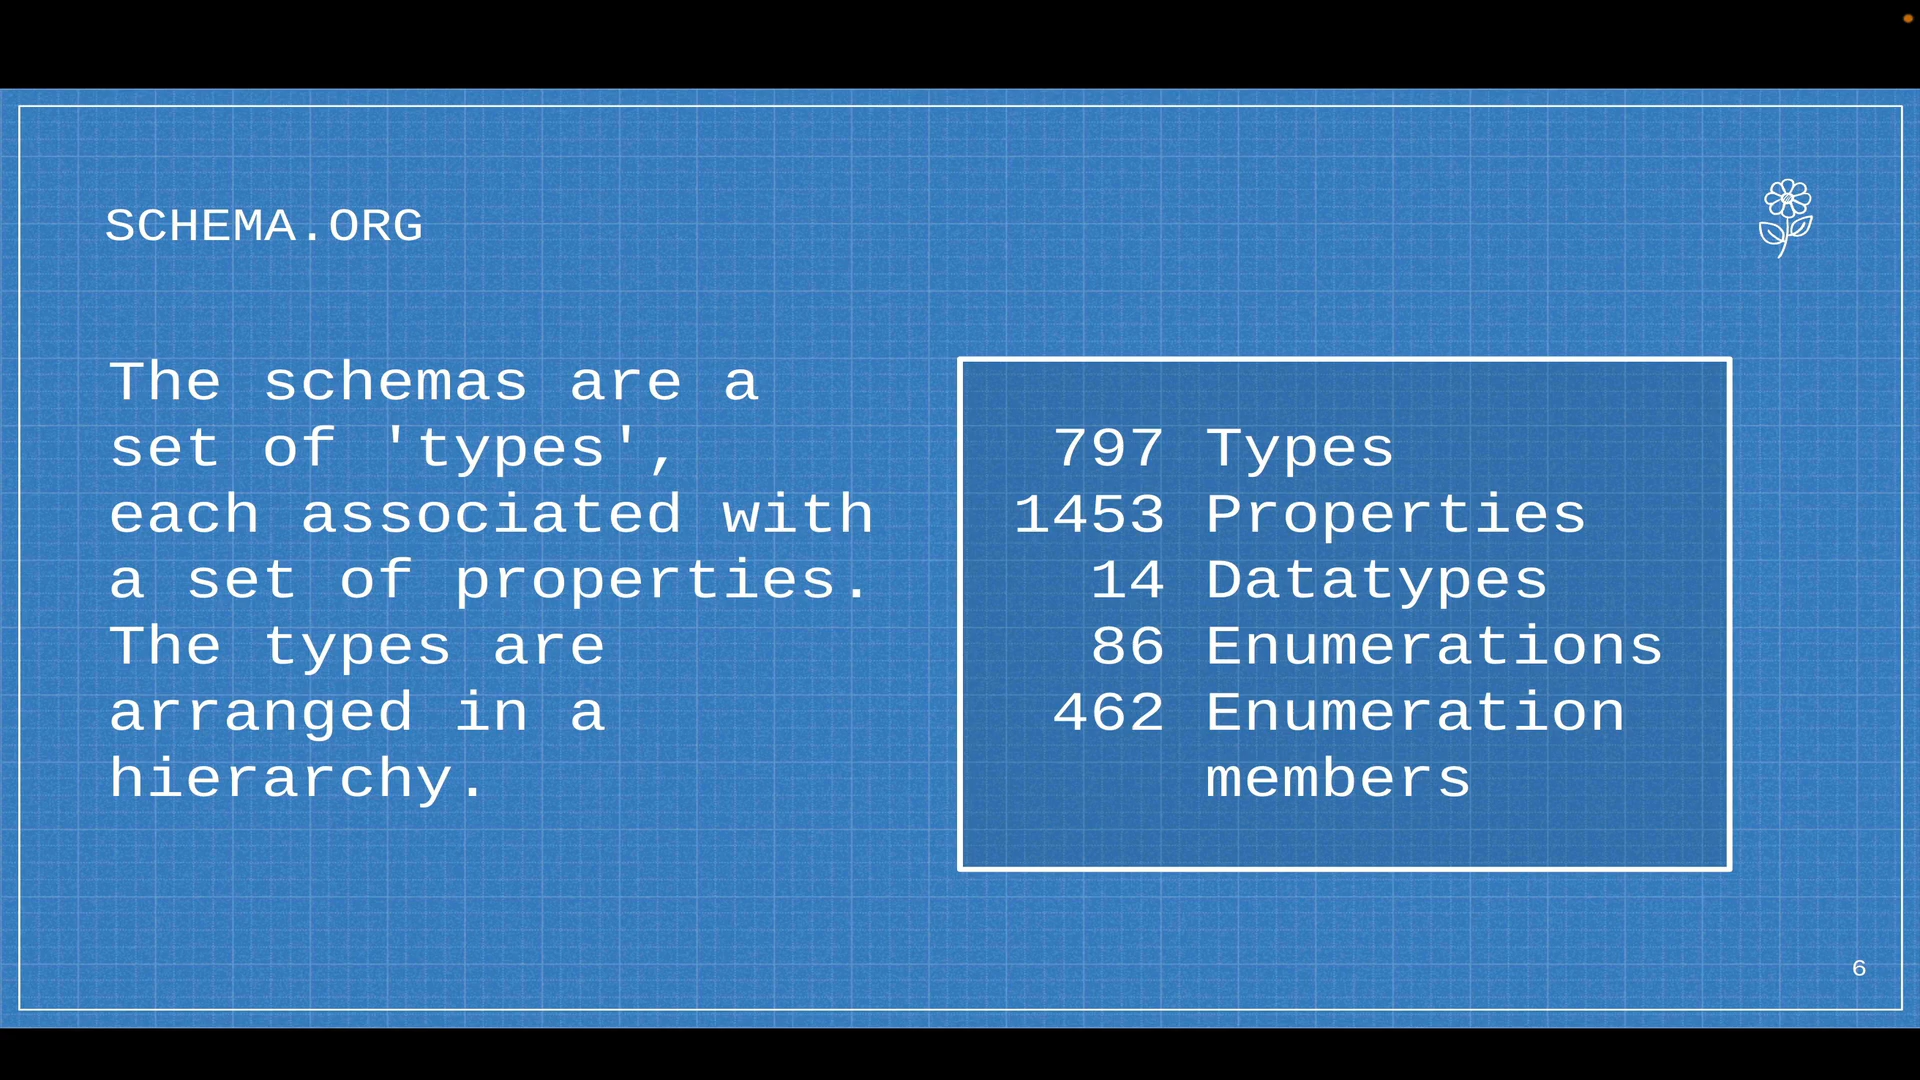 SCHEMA.ORG
The schemas are a
set of 'types',
each associated with
a set of properties.
The types are
arranged in a
hierarchy.
797 Types
1453 Properties
14 Datatypes
86 Enumerations
462 Enumeration
members
6